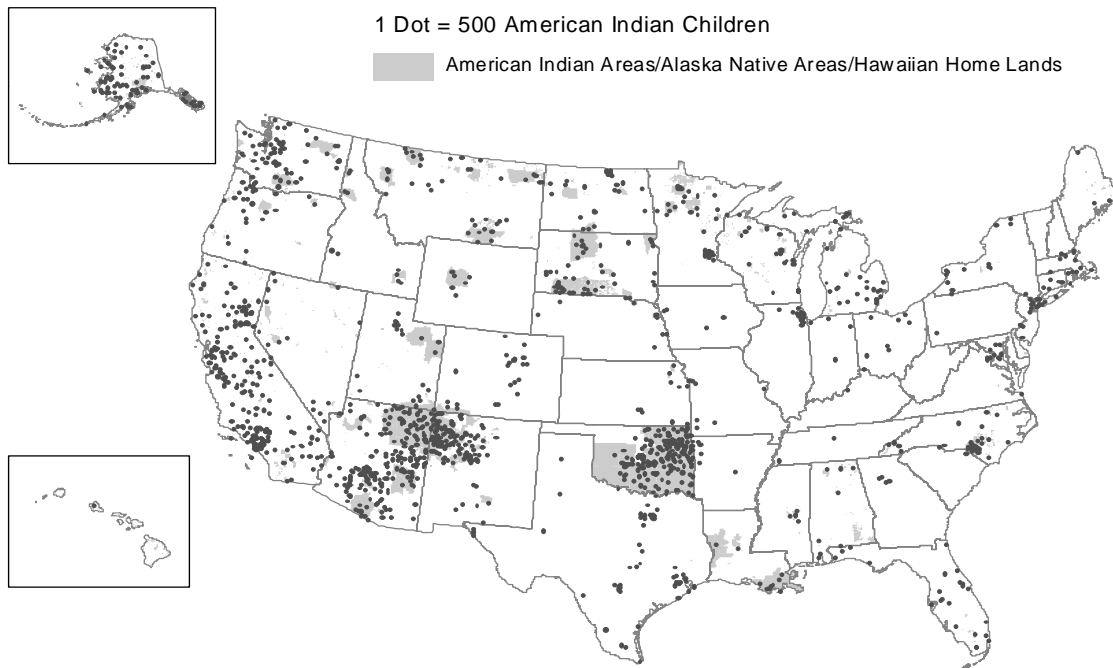 1 Dot = 500 American Indian Children
American Indian Areas/Alaska Native Areas/Hawaiian Home Lands